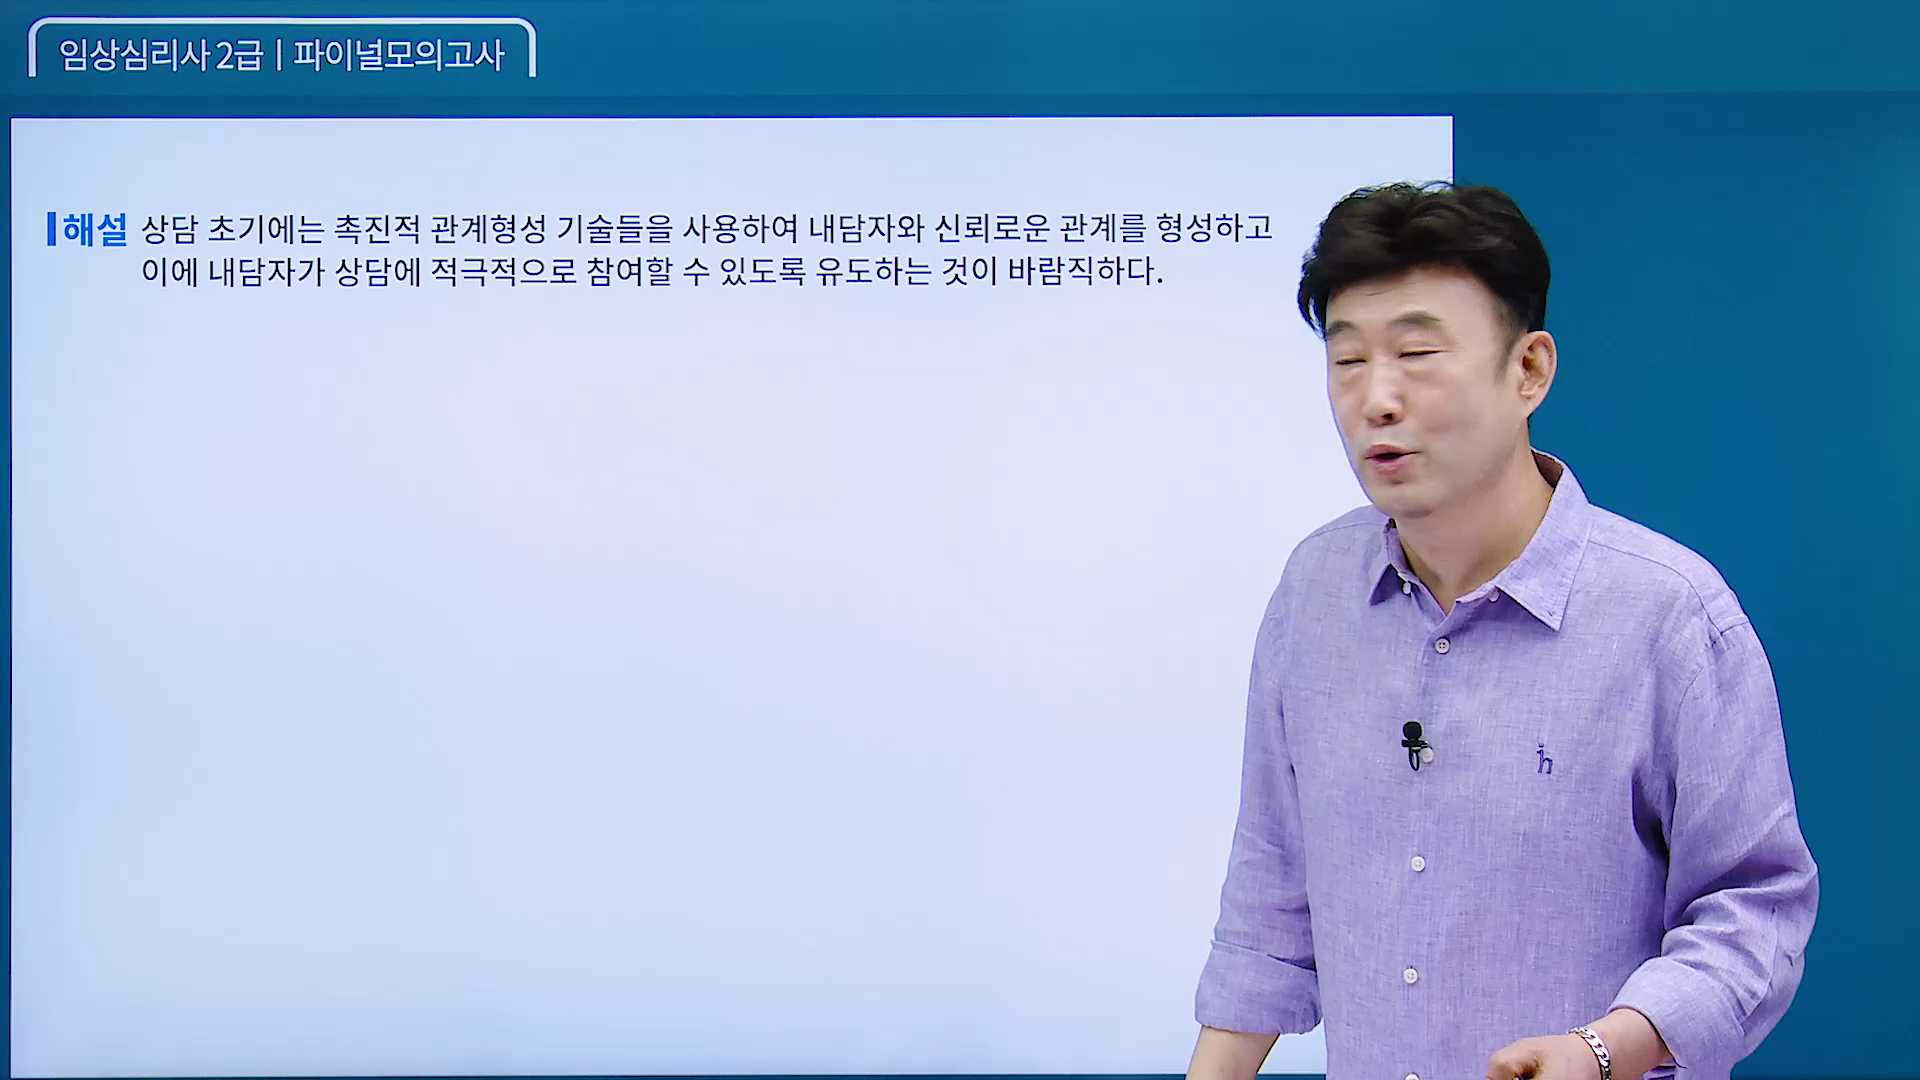 임상심리사 2급 | 파이널모의고사
해설 상담 초기에는 촉진적 관계형성 기술들을 사용하여 내담자와 신뢰로운 관계를 형성하고
이에 내담자가 상담에 적극적으로 참여할 수 있도록 유도하는 것이 바람직하다.
h